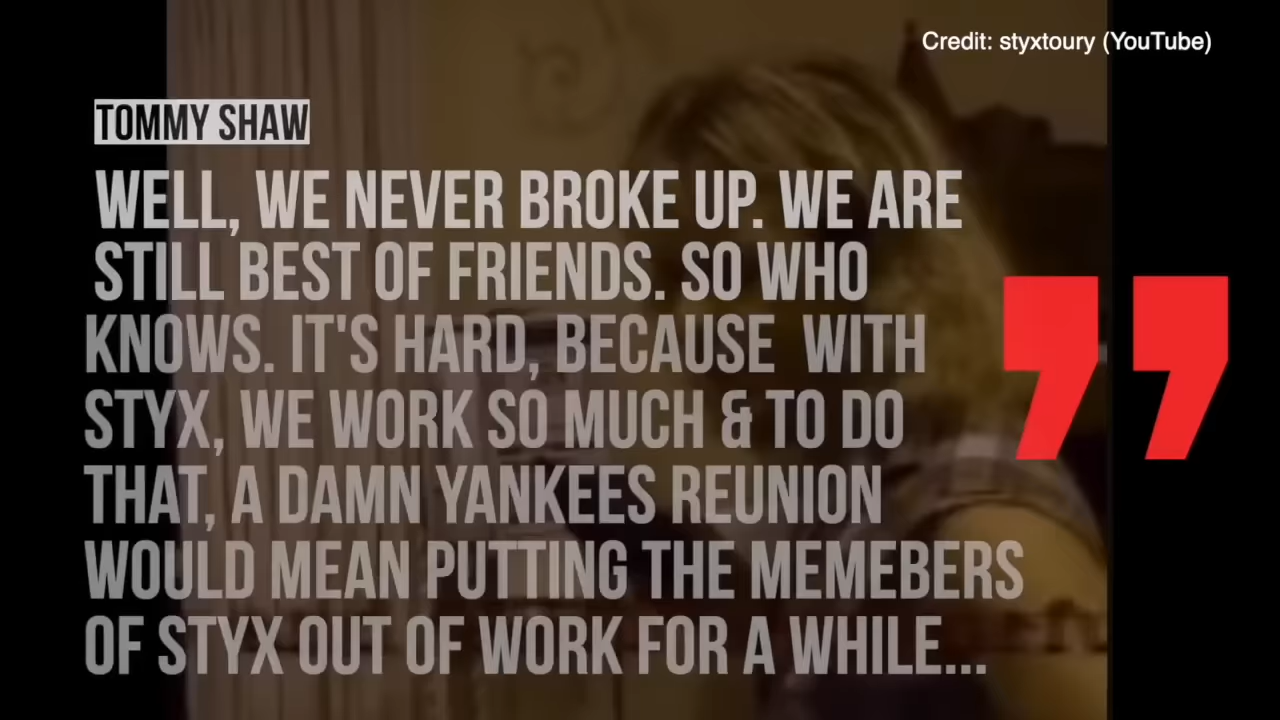 Credit: styxtoury (YouTube)
TOMMY SHAW
WELL, WE NEVER BROKE UP. WE ARE
STILL BEST OF FRIENDS. SO WHO
KNOWS. IT'S HARD, BECAUSE WITH
STYX, WE WORK SO MUCH & TO DO
THAT, A DAMN YANKEES REUNION
WOULD MEAN PUTTING THE MEMEBERS
OF STYX OUT OF WORK FOR A WHILE...
”